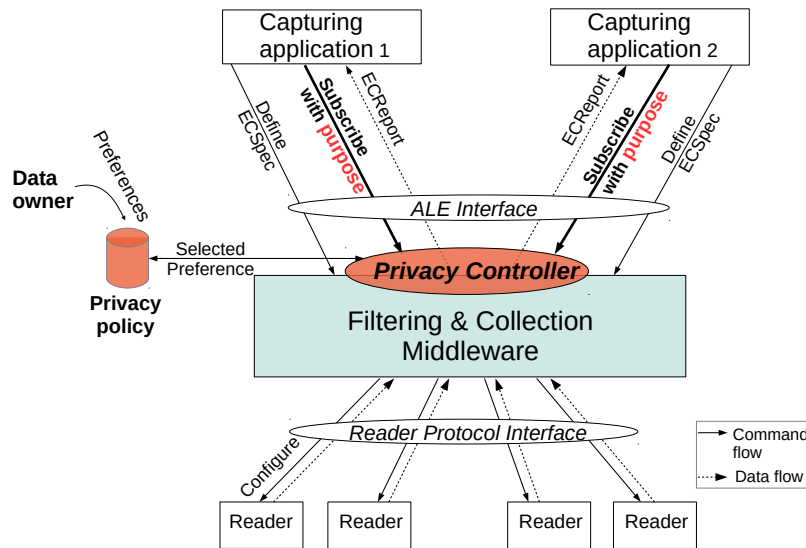 Capturing
application 1
Capturing
application 2
Define
ECSpec
Subscribe
with purpose
ECReport
ECReport
Subscribe
with purpose
Define
ECSpec
Preferences
Data
owner
ALE Interface
Selected
Preference
Privacy Controller
Privacy
policy
Filtering & Collection
Middleware
Reader Protocol Interface
Configure
Command
flow
Data flow
Reader
Reader
Reader
Reader